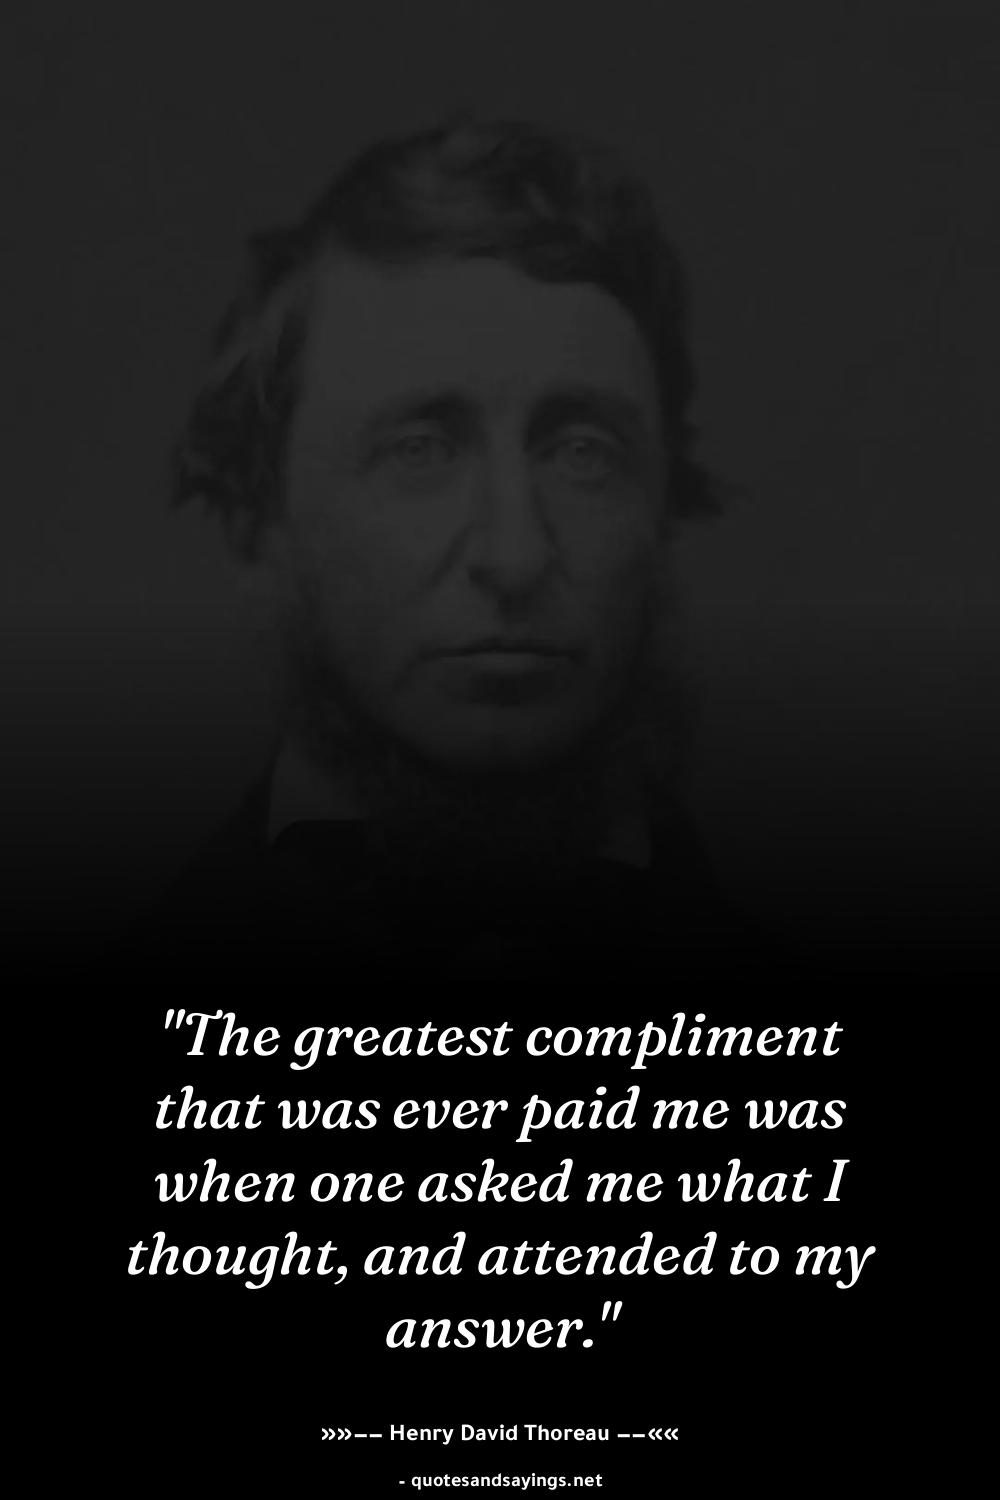 "The greatest compliment
that was ever paid me was
when one asked me what I
thought, and attended to my
answer."
»»−− Henry David Thoreau −−««
- quotesandsayings.net